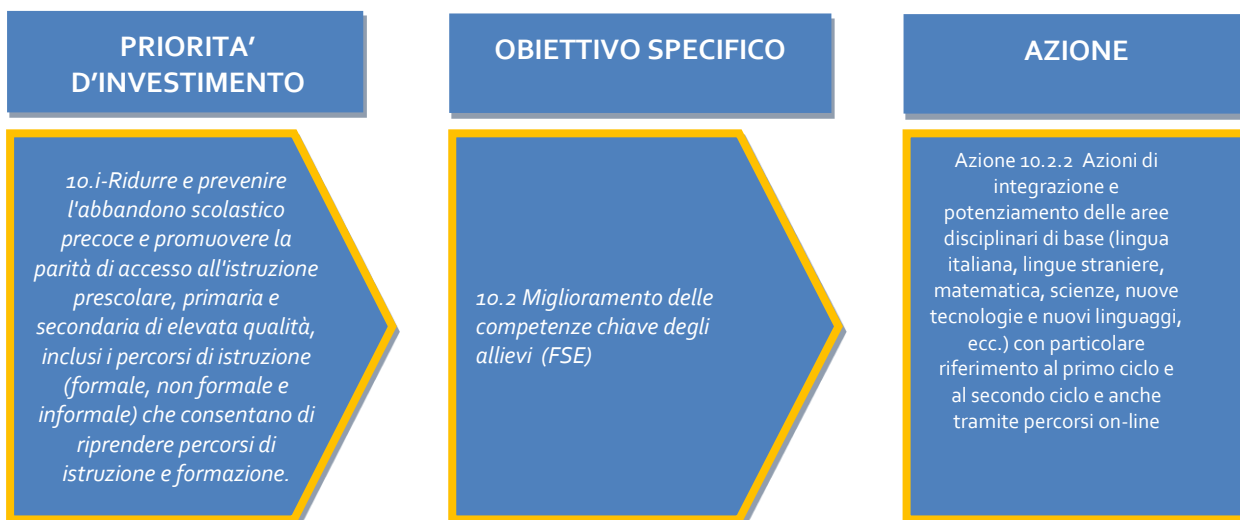 PRIORITA’
D’INVESTIMENTO
10.i-Ridurre e prevenire
l'abbandono scolastico
precoce e promuovere la
parità di accesso all'istruzione
prescolare, primaria e
secondaria di elevata qualità,
inclusi i percorsi di istruzione
(formale, non formale e
informale) che consentano di
riprendere percorsi di
istruzione e formazione.
OBIETTIVO SPECIFICO
10.2 Miglioramento delle
competenze chiave degli
allievi (FSE)
AZIONE
Azione 10.2.2 Azioni di
integrazione e
potenziamento delle aree
disciplinari di base (lingua
italiana, lingue straniere,
matematica, scienze, nuove
tecnologie e nuovi linguaggi,
ecc.) con particolare
riferimento al primo ciclo e
al secondo ciclo e anche
tramite percorsi on-line